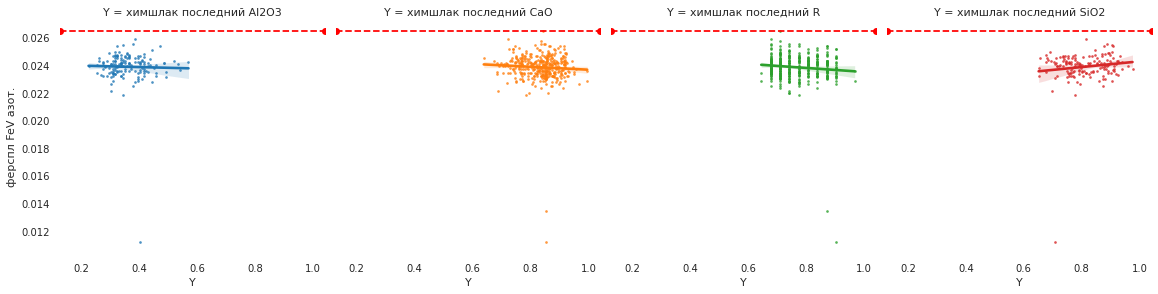 Y = химшлак последний Al2O3
Y = химшлак последний CaO
Y = химшлак последний R
Y = химшлак последний SiO2
ферспл FeV азот.
0.026
0.024
0.022
0.020
0.018
0.016
0.014
0.012
0.2 0.4 0.6 0.8 1.0
0.2 0.4 0.6 0.8 1.0
0.2 0.4 0.6 0.8 1.0
0.2 0.4 0.6 0.8 1.0
Y
Y
Y
Y